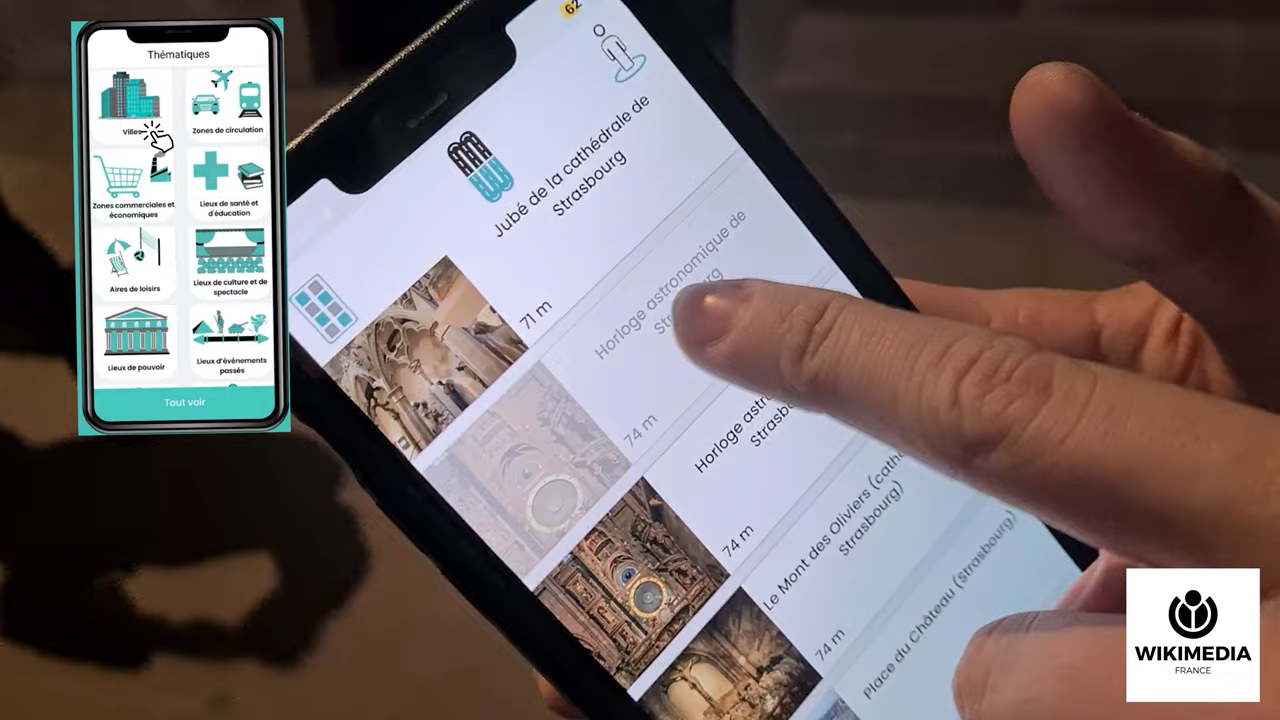 Thématiques
Villes
Zones de circulation
Zones commerciales et
économiques
Lieux de santé et
d'éducation
Aires de loisirs
Lieux de culture et de
spectacle
Lieux de pouvoir
Lieux d'événements
passés
Tout voir
62
Jubé de la cathédrale de
Strasbourg
71 m
Horloge astronomique de
74 m
Horloge
Strasb
74 m
Le Mont des Oliviers (cath
Strasbourg)
74 m
Place du Château (strasbourg)
WIKIMEDIA
FRANCE